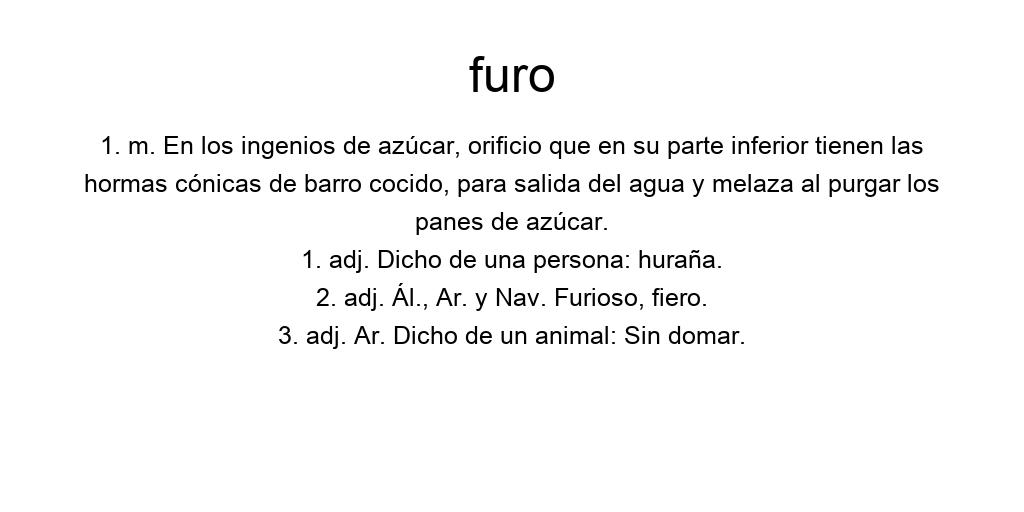 furo
1. m. En los ingenios de azúcar, orificio que en su parte inferior tienen las
hormas cónicas de barro cocido, para salida del agua y melaza al purgar los
panes de azúcar.
1. adj. Dicho de una persona: huraña.
2. adj. Ál., Ar. y Nav. Furioso, fiero.
3. adj. Ar. Dicho de un animal: Sin domar.